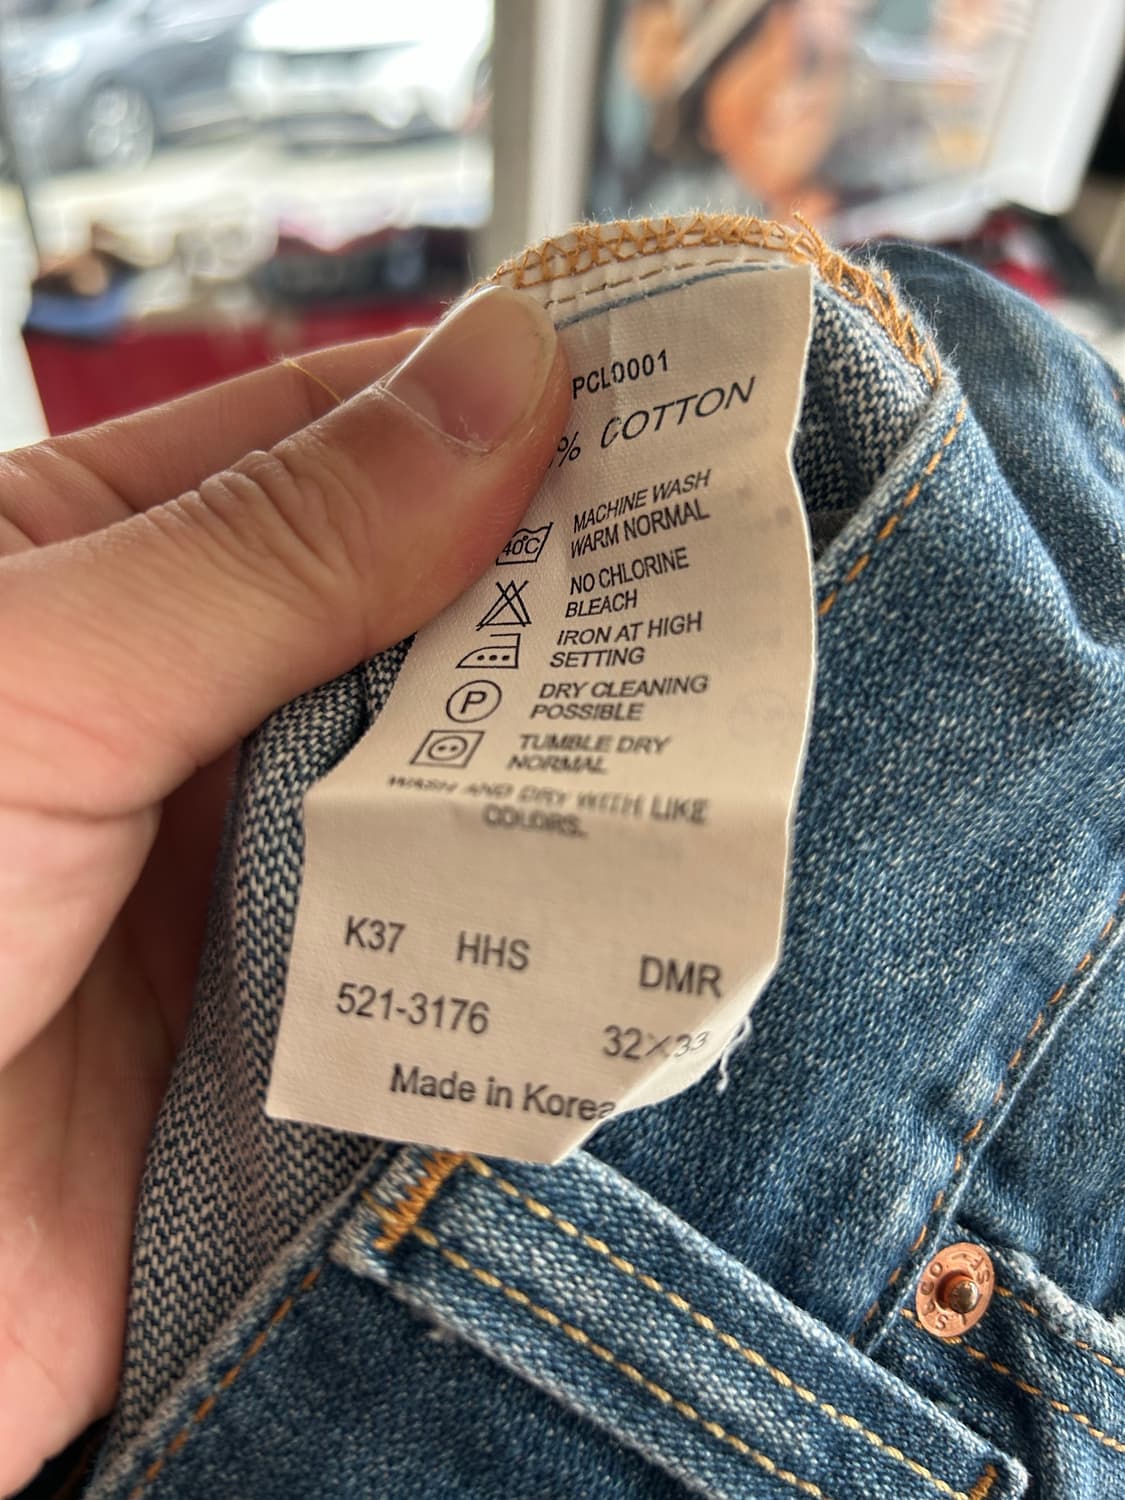 PCL0001
% COTTON
40°C
MACHINE WASH
WARM NORMAL
NO CHLORINE
BLEACH
IRON AT HIGH
SETTING
P
DRY CLEANING
POSSIBLE
TUMBLE DRY
NORMAL
WASH AND DRY WITH LIKE
COLORS.
K37 HHS DMR
521-3176 32X33
Made in Korea